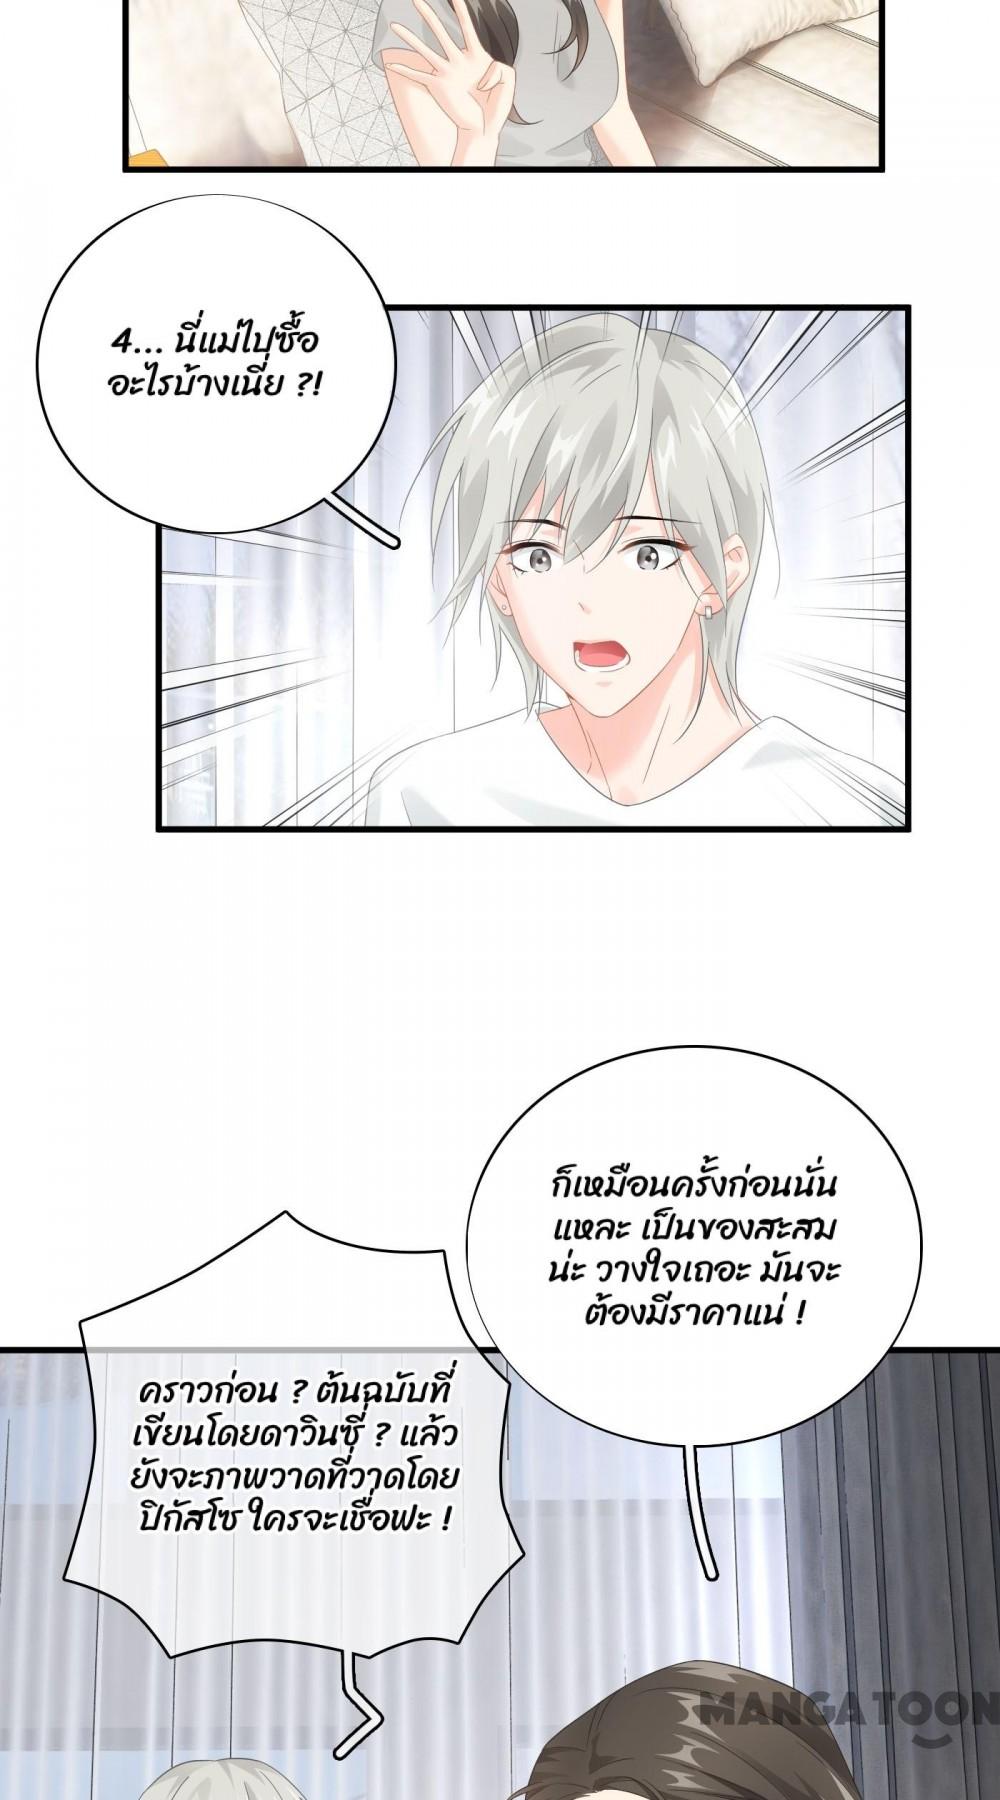 4... นี่แม่ไปซื้อ
อะไรบ้างเนี่ย ?!
ก็เหมือนครั้งก่อนนั่น
แหละ เป็นของสะสม
น่ะ วางใจเถอะ มันจะ
ต้องมีราคาแน่ !
คราวก่อน ? ต้นฉบับที่
เขียนโดยดาวินซี่ ? แล้ว
ยังจะภาพวาดที่วาดโดย
ปิกัสโซ ใครจะเชื่อฟะ !
MANGATOON